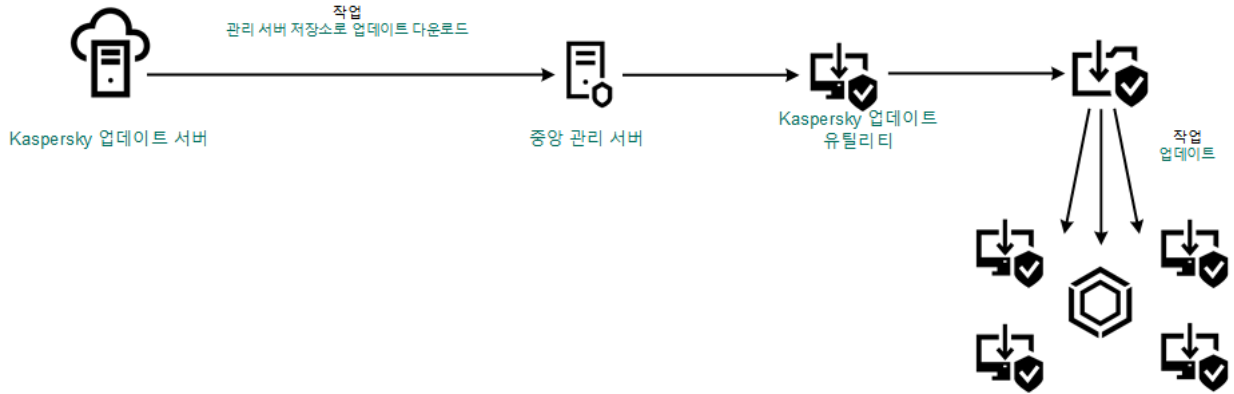 작업
관리 서버 저장소로 업데이트 다운로드
Kaspersky 업데이트 서버
중앙 관리 서버
Kaspersky 업데이트
유틸리티
작업
업데이트